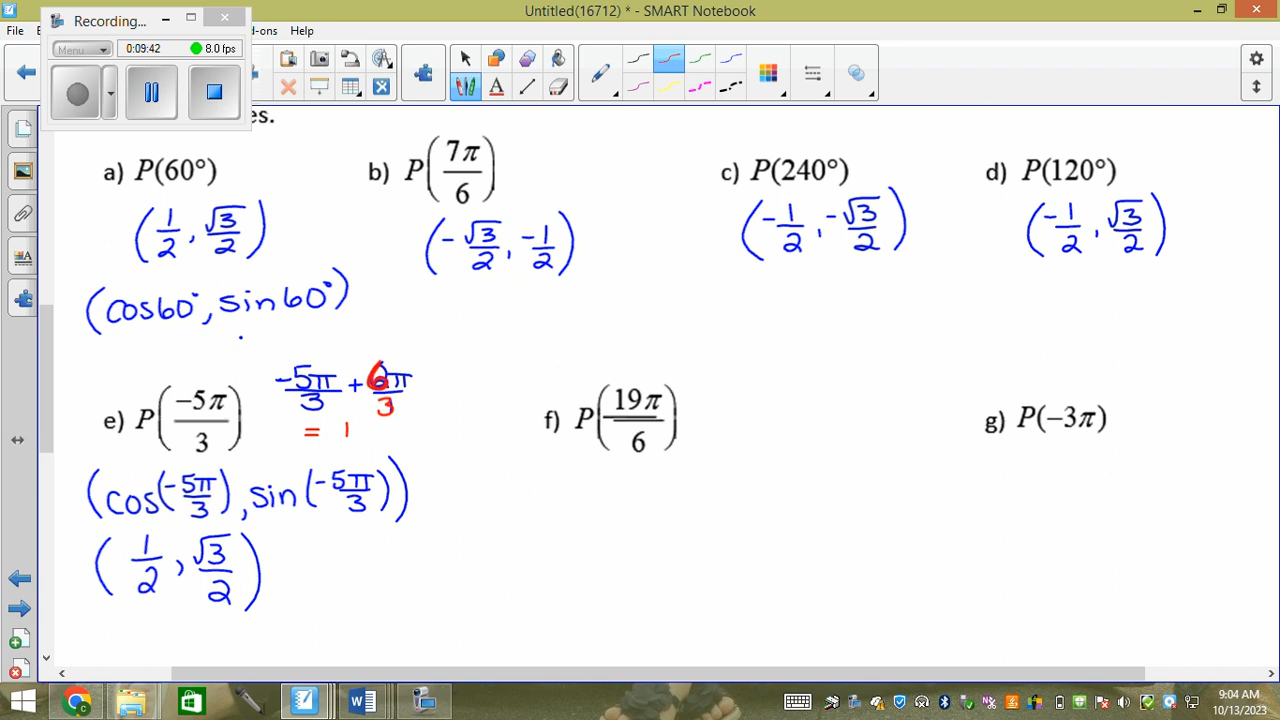 Untitled(16712) * - SMART Notebook
Recording...
File
d-ons
Help
Menu
0:09:42
8.0 fps
es.
a) P(60°)
b) P(7π/6)
c) P(240°)
d) P(120°)
(1/2, √3/2)
(-√3/2, -1/2)
(-1/2, -√3/2)
(-1/2, √3/2)
(cos60°, sin60°)
-5π/3 + 6π/3
= 1
e) P(-5π/3)
f) P(19π/6)
g) P(-3π)
(cos(-5π/3), sin(-5π/3))
(1/2, √3/2)
9:04 AM
10/13/2023